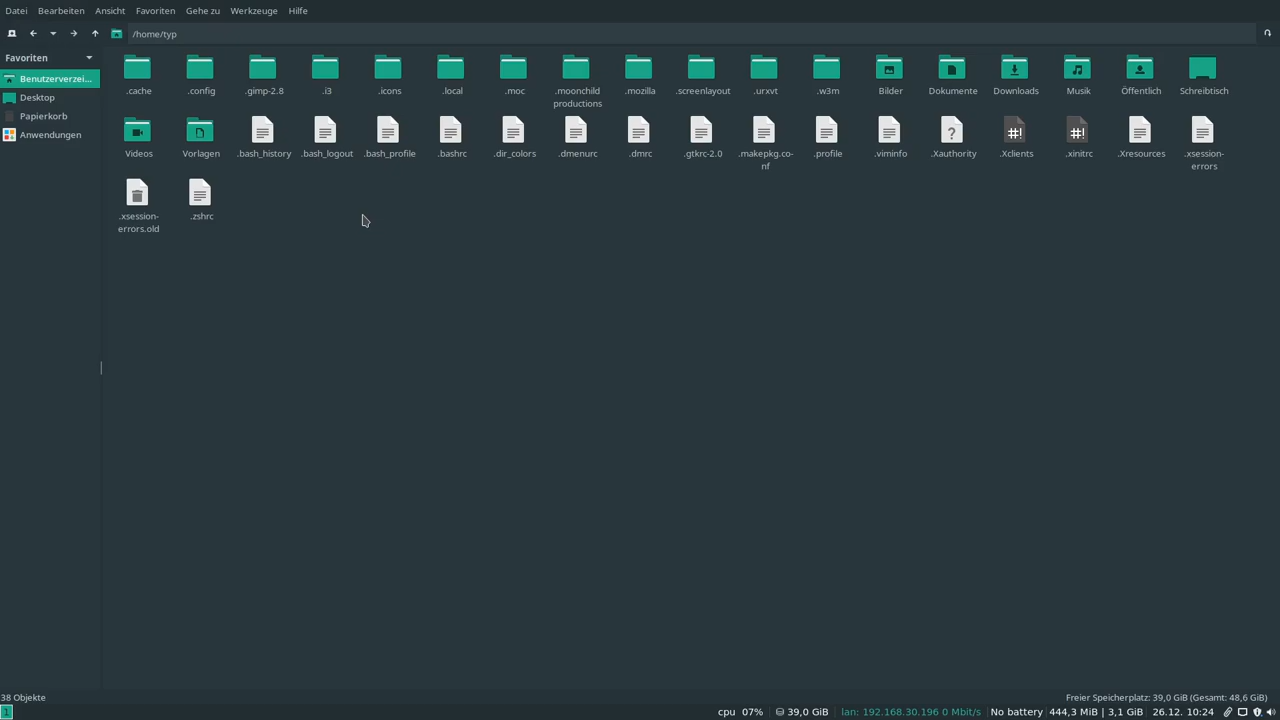 Datei Bearbeiten Ansicht Favoriten Gehe zu Werkzeuge Hilfe
/home/typ
Favoriten
Benutzerverzei...
Desktop
Papierkorb
Anwendungen
.cache .config .gimp-2.8 .i3 .icons .local .moc .moonchild productions .mozilla .screenlayout .urxvt .w3m Bilder Dokumente Downloads Musik Öffentlich Schreibtisch
Videos Vorlagen .bash_history .bash_logout .bash_profile .bashrc .dir_colors .dmenurc .dmrc .gtkrc-2.0 .makepkg.co-nf .profile .viminfo .Xauthority .Xclients .xinitrc .Xresources .xsession-errors
.xsession-errors.old .zshrc
38 Objekte Freier Speicherplatz: 39,0 GiB (Gesamt: 48,6 GiB)
1 cpu 07% 39,0 GiB lan: 192.168.30.196 0 Mbit/s No battery 444,3 MiB | 3,1 GiB 26.12. 10:24